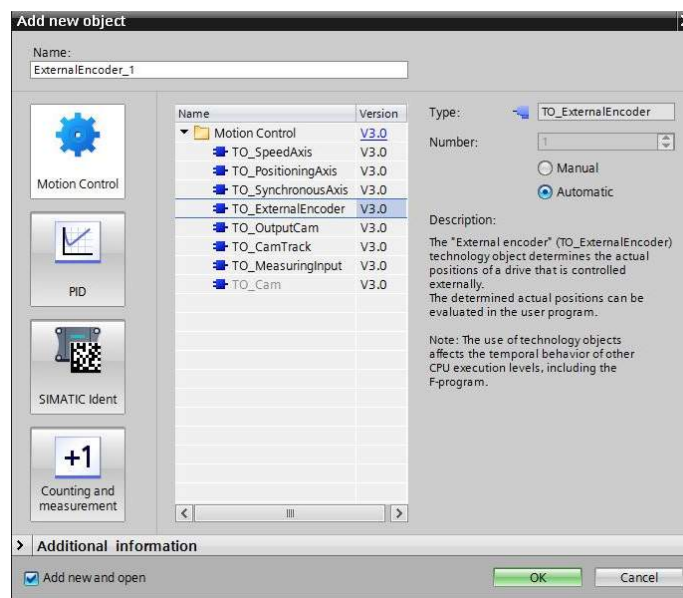 Add new object
Name:
ExternalEncoder_1
Motion Control
PID
SIMATIC Ident
+1
Counting and
measurement
Name Version
Motion Control V3.0
TO_SpeedAxis V3.0
TO_PositioningAxis V3.0
TO_SynchronousAxis V3.0
TO_ExternalEncoder V3.0
TO_OutputCam V3.0
TO_CamTrack V3.0
TO_MeasuringInput V3.0
TO_Cam V3.0
Type: TO_ExternalEncoder
Number: 1
Manual
Automatic
Description:
The "External encoder" (TO_ExternalEncoder)
technology object determines the actual
positions of a drive that is controlled
externally.
The determined actual positions can be
evaluated in the user program.
Note: The use of technology objects
affects the temporal behavior of other
CPU execution levels, including the
F-program.
Additional information
Add new and open
OK Cancel